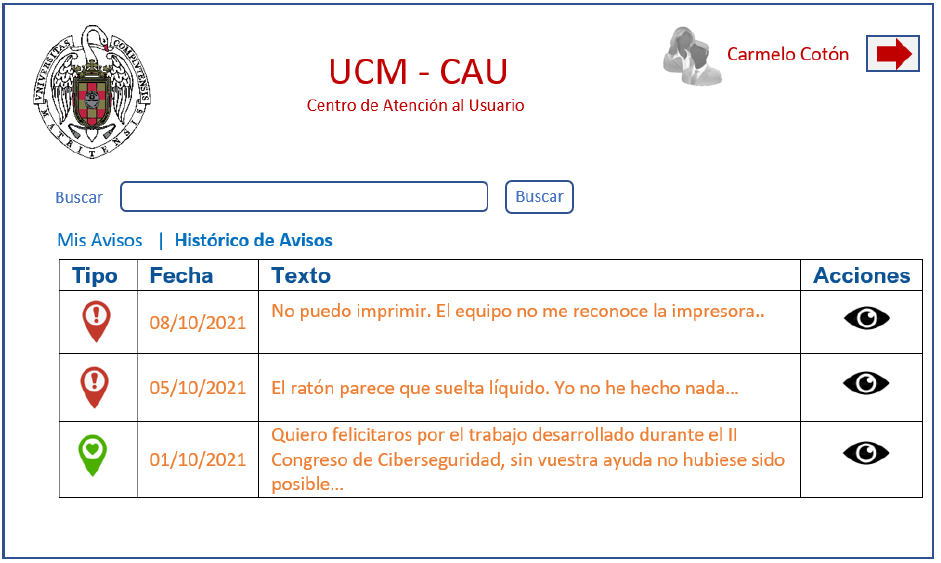 UNIVERSITAS COMPLUTENSIS
MATRITENSIS
UCM - CAU
Centro de Atención al Usuario
Carmelo Cotón
Buscar
Buscar
Mis Avisos | Histórico de Avisos
Tipo Fecha Texto Acciones
08/10/2021 No puedo imprimir. El equipo no me reconoce la impresora..
05/10/2021 El ratón parece que suelta líquido. Yo no he hecho nada...
01/10/2021 Quiero felicitaros por el trabajo desarrollado durante el II
Congreso de Ciberseguridad, sin vuestra ayuda no hubiese sido
posible...